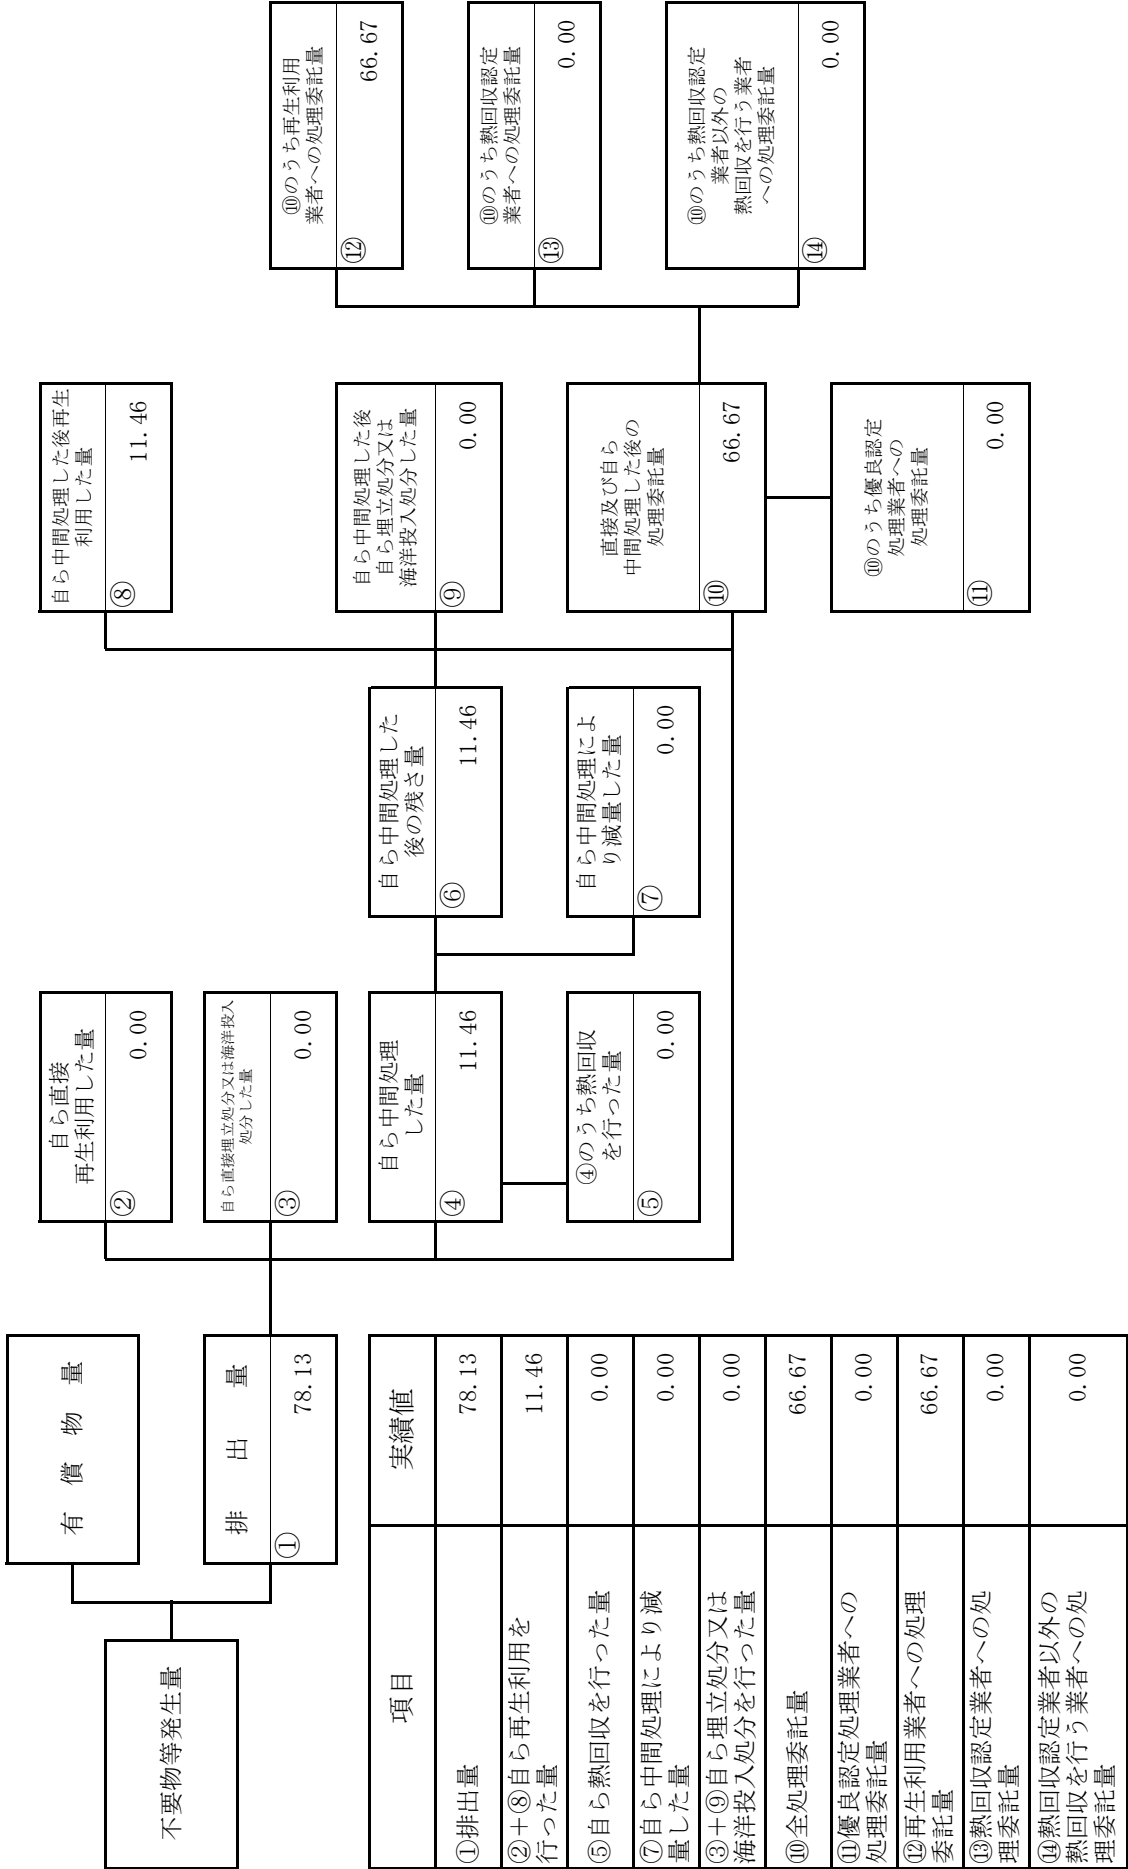 不要物等発生量
有償物量
排出量
① 78.13
自ら直接
再生利用した量
② 0.00
自ら直接埋立処分又は海洋投入
処分した量
③ 0.00
自ら中間処理
した量
④ 11.46
④のうち熱回収
を行った量
⑤ 0.00
自ら中間処理した
後の残さ量
⑥ 11.46
自ら中間処理によ
り減量した量
⑦ 0.00
自ら中間処理した後再生
利用した量
⑧ 11.46
自ら中間処理した後
自ら埋立処分又は
海洋投入処分した量
⑨ 0.00
直接及び自ら
中間処理した後の
処理委託量
⑩ 66.67
⑩のうち優良認定
処理業者への
処理委託量
⑪ 0.00
⑩のうち再生利用
業者への処理委託量
⑫ 66.67
⑩のうち熱回収認定
業者への処理委託量
⑬ 0.00
⑩のうち熱回収認定
業者以外の
熱回収を行う業者
への処理委託量
⑭ 0.00
項目 実績値
①排出量 78.13
②+⑧自ら再生利用を
行った量 11.46
⑤自ら熱回収を行った量 0.00
⑦自ら中間処理により減
量した量 0.00
③+⑨自ら埋立処分又は
海洋投入処分を行った量 0.00
⑩全処理委託量 66.67
⑪優良認定処理業者への
処理委託量 0.00
⑫再生利用業者への処理
委託量 66.67
⑬熱回収認定業者への処
理委託量 0.00
⑭熱回収認定業者以外の
熱回収を行う業者への処
理委託量 0.00